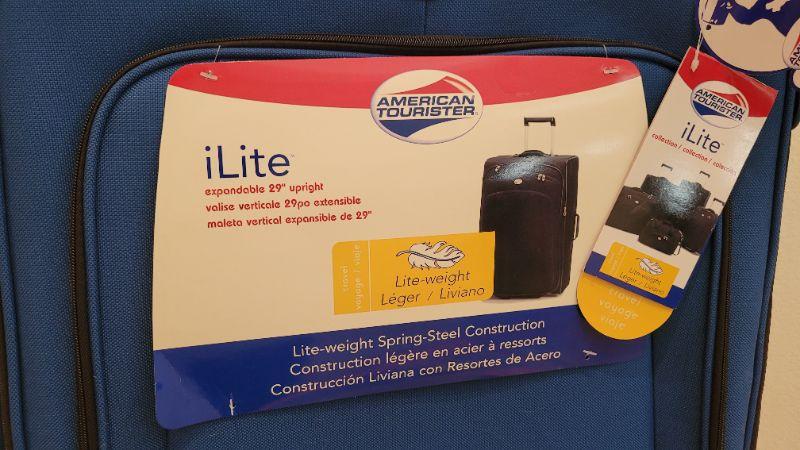 AMERICAN
TOURISTER
iLite™
expandable 29" upright
valise verticale 29po extensible
maleta vertical expansible de 29"
travel
voyage / viaje
Lite-weight
Léger / Liviano
Lite-weight Spring-Steel Construction
Construction légère en acier à ressorts
Construcción Liviana con Resortes de Acero
AMERICAN
TOURISTER
iLite™
collection / collection / colección
Lite-weight
Léger / Liviano
travel
voyage
viaje